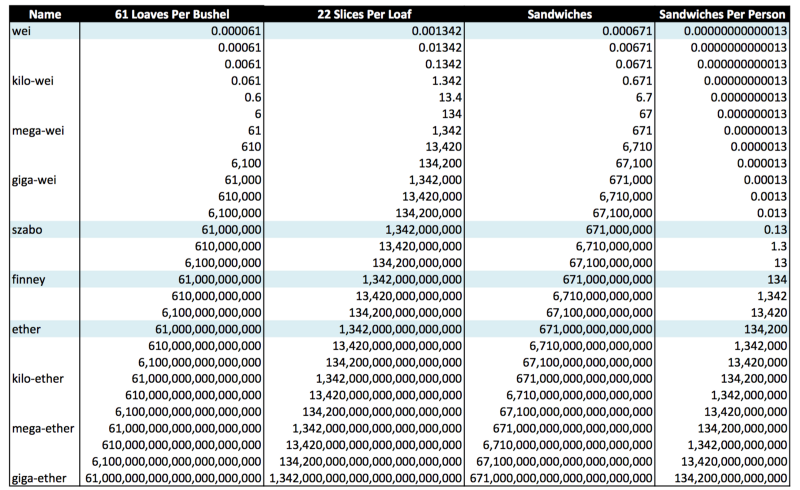 Name 61 Loaves Per Bushel 22 Slices Per Loaf Sandwiches Sandwiches Per Person
wei 0.000061 0.001342 0.000671 0.00000000000013
0.00061 0.01342 0.00671 0.0000000000013
0.0061 0.1342 0.0671 0.000000000013
kilo-wei 0.061 1.342 0.671 0.00000000013
0.6 13.4 6.7 0.0000000013
6 134 67 0.000000013
mega-wei 61 1,342 671 0.00000013
610 13,420 6,710 0.0000013
6,100 134,200 67,100 0.000013
giga-wei 61,000 1,342,000 671,000 0.00013
610,000 13,420,000 6,710,000 0.0013
6,100,000 134,200,000 67,100,000 0.013
szabo 61,000,000 1,342,000,000 671,000,000 0.13
610,000,000 13,420,000,000 6,710,000,000 1.3
6,100,000,000 134,200,000,000 67,100,000,000 13
finney 61,000,000,000 1,342,000,000,000 671,000,000,000 134
610,000,000,000 13,420,000,000,000 6,710,000,000,000 1,342
6,100,000,000,000 134,200,000,000,000 67,100,000,000,000 13,420
ether 61,000,000,000,000 1,342,000,000,000,000 671,000,000,000,000 134,200
610,000,000,000,000 13,420,000,000,000,000 6,710,000,000,000,000 1,342,000
6,100,000,000,000,000 134,200,000,000,000,000 67,100,000,000,000,000 13,420,000
kilo-ether 61,000,000,000,000,000 1,342,000,000,000,000,000 671,000,000,000,000,000 134,200,000
610,000,000,000,000,000 13,420,000,000,000,000,000 6,710,000,000,000,000,000 1,342,000,000
6,100,000,000,000,000,000 134,200,000,000,000,000,000 67,100,000,000,000,000,000 13,420,000,000
mega-ether 61,000,000,000,000,000,000 1,342,000,000,000,000,000,000 671,000,000,000,000,000,000 134,200,000,000
610,000,000,000,000,000,000 13,420,000,000,000,000,000,000 6,710,000,000,000,000,000,000 1,342,000,000,000
6,100,000,000,000,000,000,000 134,200,000,000,000,000,000,000 67,100,000,000,000,000,000,000 13,420,000,000,000
giga-ether 61,000,000,000,000,000,000,000 1,342,000,000,000,000,000,000,000 671,000,000,000,000,000,000,000 134,200,000,000,000